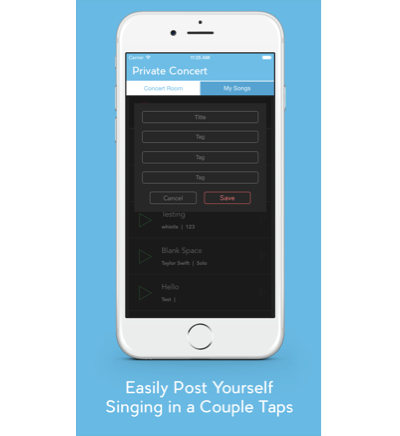 Carrier 11:25 AM
Private Concert
Concert Room My Songs
Title
Tag
Tag
Tag
Cancel Save
Testing
whistle | 123
Blank Space
Taylor Swift | Solo
Hello
Test |
Easily Post Yourself
Singing in a Couple Taps